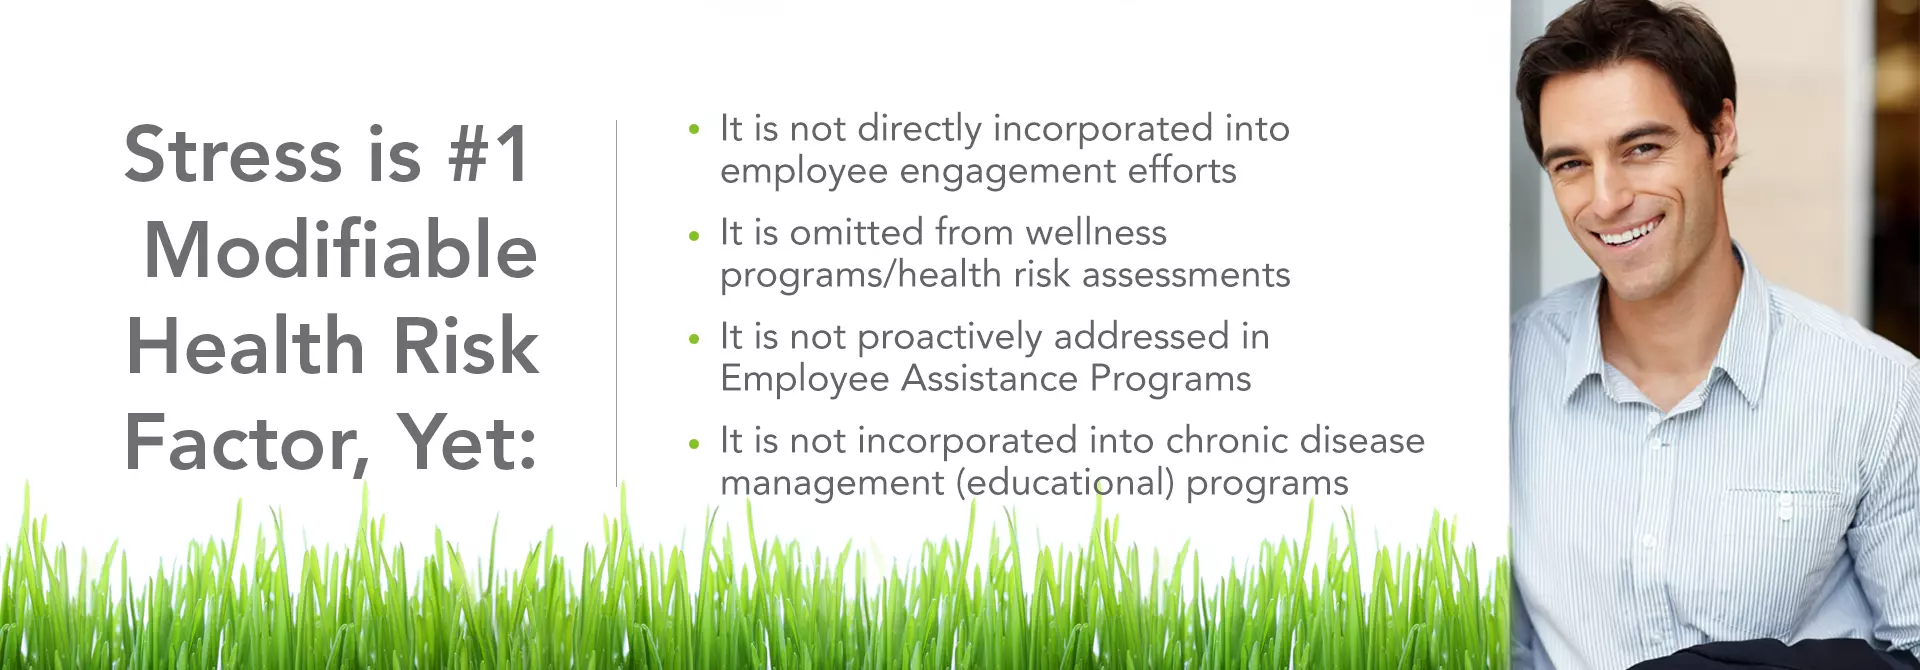 Stress is #1
Modifiable
Health Risk
Factor, Yet:
• It is not directly incorporated into
employee engagement efforts
• It is omitted from wellness
programs/health risk assessments
• It is not proactively addressed in
Employee Assistance Programs
• It is not incorporated into chronic disease
management (educational) programs